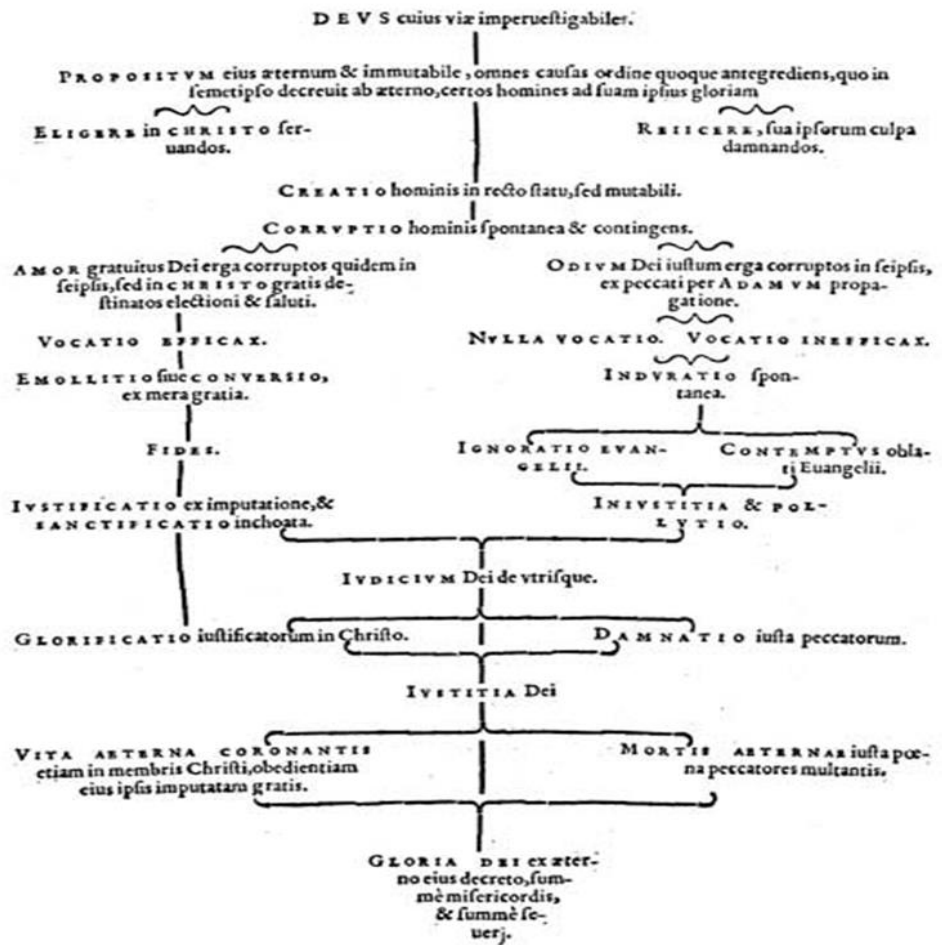 DEVS cuius viæ imperueſtigabiles.
PROPOSITVM eius æternum & immutabile, omnes cauſas ordine quoque antegrediens, quo in
ſemetipſo decreuit ab æterno, certos homines ad ſuam ipſius gloriam
ELIGERE in CHRISTO ſer-
uandos.
REIICERE, ſua ipſorum culpa
damnandos.
CREATIO hominis in recto ſtatu, ſed mutabili.
CORRVPTIO hominis ſpontanea & contingens.
AMOR gratuitus Dei erga corruptos quidem in
ſeipſis, ſed in CHRISTO gratis de-
ſtinatos electioni & ſaluti.
ODIVM Dei iuſtum erga corruptos in ſeipſis,
ex peccati per ADAMVM propa-
gatione.
VOCATIO EFFICAX.
NVLLA VOCATIO. VOCATIO INEFFICAX.
EMOLLITIO ſiue CONVERSIO,
ex mera gratia.
INDVRATIO ſpon-
tanea.
FIDES.
IGNORATIO EVAN-
GELII.
CONTEMPTVS obla-
ti Euangelii.
IVSTIFICATIO ex imputatione, &
SANCTIFICATIO inchoata.
INIVSTITIA & POL-
LVTIO.
IVDICIVM Dei de vtriſque.
GLORIFICATIO iuſtificatorum in Chriſto.
DAMNATIO iuſta peccatorum.
IVSTITIA Dei
VITA AETERNA CORONANTIS
etiam in membris Chriſti, obedientiam
eius ipſis imputatam gratis.
MORTIS AETERNAE iuſta pœ-
na peccatores multantis.
GLORIA DEI ex æter-
no eius decreto, ſum-
mè miſericordis,
& ſummè ſe-
uerj.